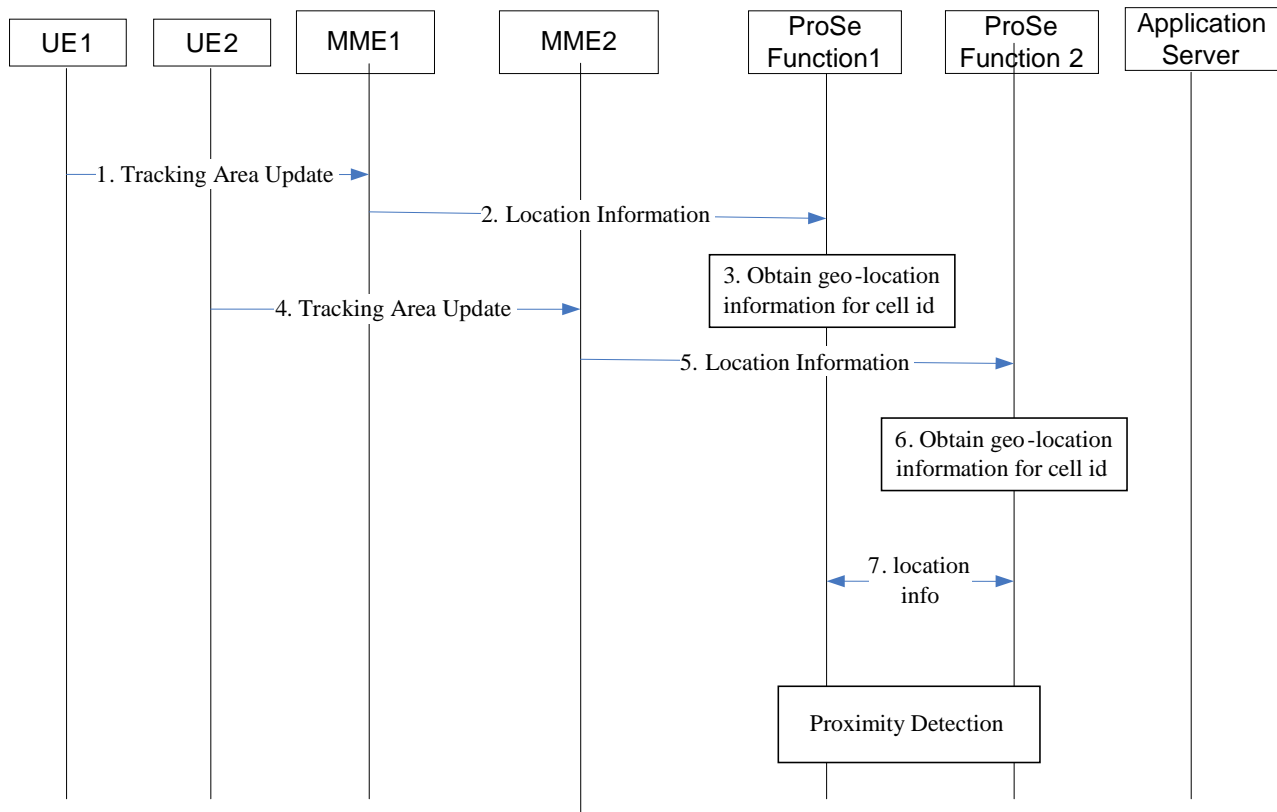 UE1
UE2
MME1
MME2
ProSe
Function1
ProSe
Function 2
Application
Server
1. Tracking Area Update
2. Location Information
3. Obtain geo-location
information for cell id
4. Tracking Area Update
5. Location Information
6. Obtain geo-location
information for cell id
7. location
info
Proximity Detection